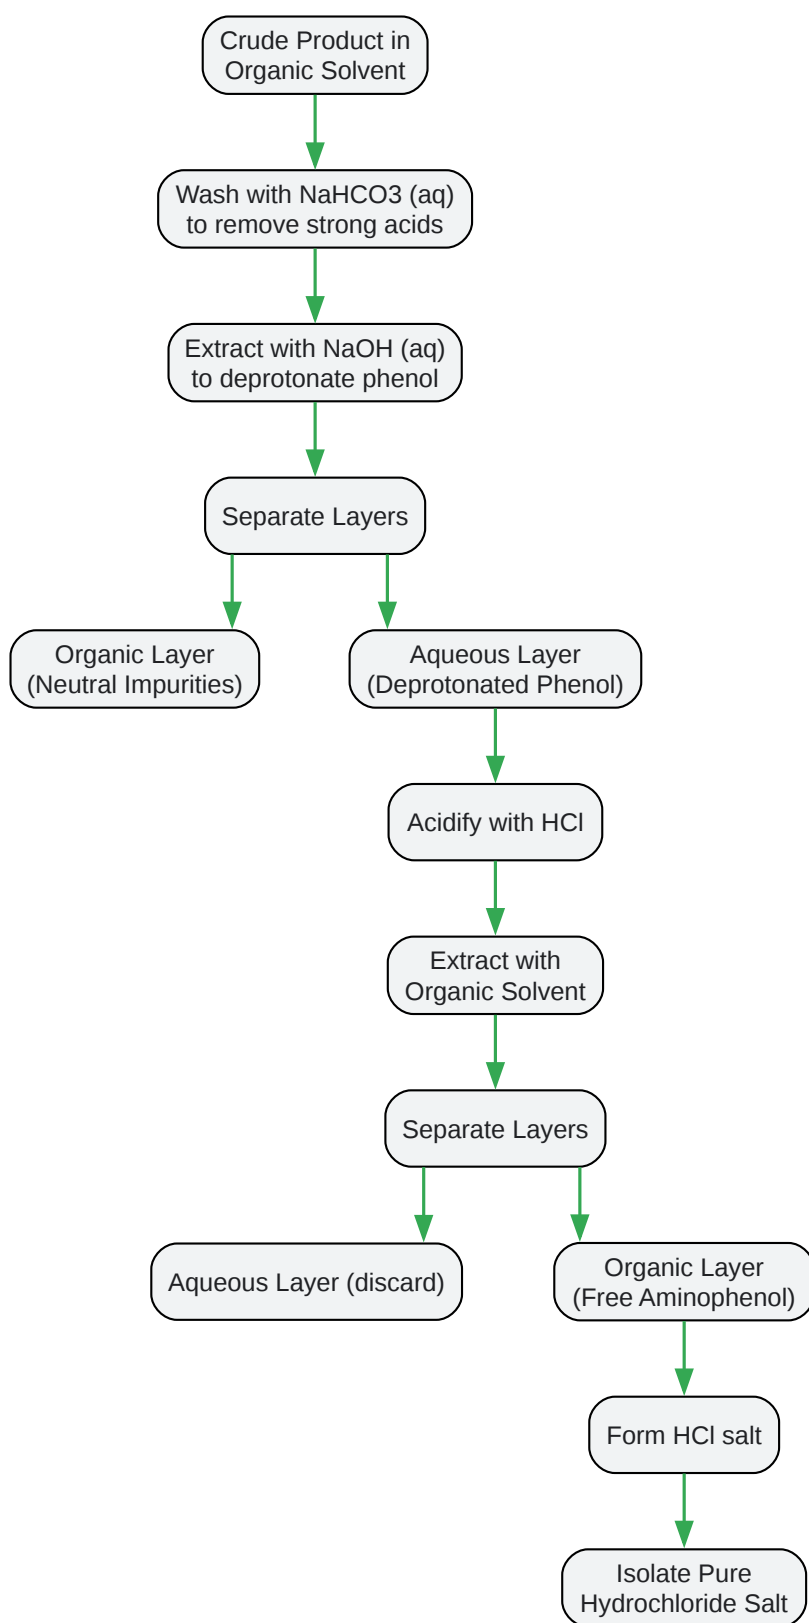 Crude Product in
Organic Solvent
Wash with NaHCO3 (aq)
to remove strong acids
Extract with NaOH (aq)
to deprotonate phenol
Separate Layers
Organic Layer
(Neutral Impurities)
Aqueous Layer
(Deprotonated Phenol)
Acidify with HCl
Extract with
Organic Solvent
Separate Layers
Aqueous Layer (discard)
Organic Layer
(Free Aminophenol)
Form HCl salt
Isolate Pure
Hydrochloride Salt